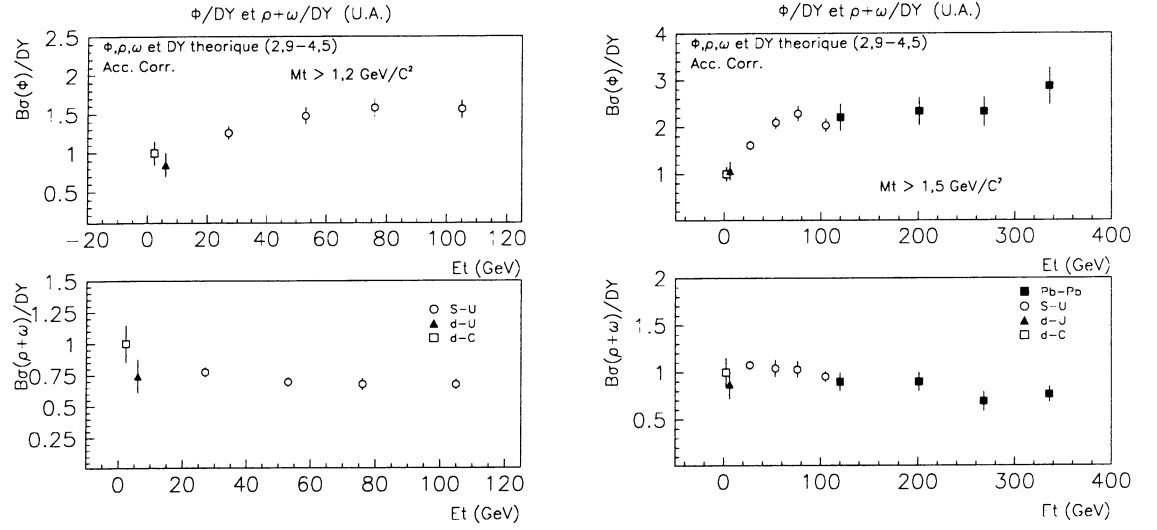 Φ/DY et ρ+ω/DY (U.A.)
Bσ(Φ)/DY
2.5
2
1.5
1
0.5
Φ,ρ,ω et DY theorique (2,9−4,5)
Acc. Corr.
Mt > 1,2 GeV/C²
−20 0 20 40 60 80 100 120
Et (GeV)
Bσ(ρ+ω)/DY
1.5
1.25
1
0.75
0.5
0.25
S−U
d−U
d−C
0 20 40 60 80 100 120
Et (GeV)
Φ/DY et ρ+ω/DY (U.A.)
Bσ(Φ)/DY
4
3
2
1
Φ,ρ,ω et DY theorique (2,9−4,5)
Acc. Corr.
Mt > 1,5 GeV/C²
0 100 200 300 400
Et (GeV)
Bσ(ρ+ω)/DY
2
1.5
1
0.5
Pb−Pb
S−U
d−U
d−C
0 100 200 300 400
Et (GeV)